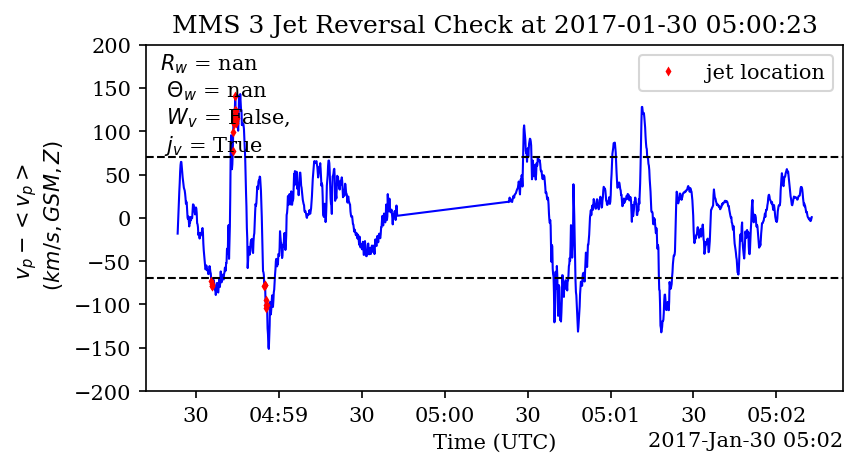 MMS 3 Jet Reversal Check at 2017-01-30 05:00:23
200
150
100
50
0
−50
−100
−150
−200
v_p − < v_p >
(km/s, GSM, Z)
R_w = nan
Θ_w = nan
W_v = False,
j_v = True
jet location
30
04:59
30
05:00
30
05:01
30
05:02
Time (UTC)
2017-Jan-30 05:02